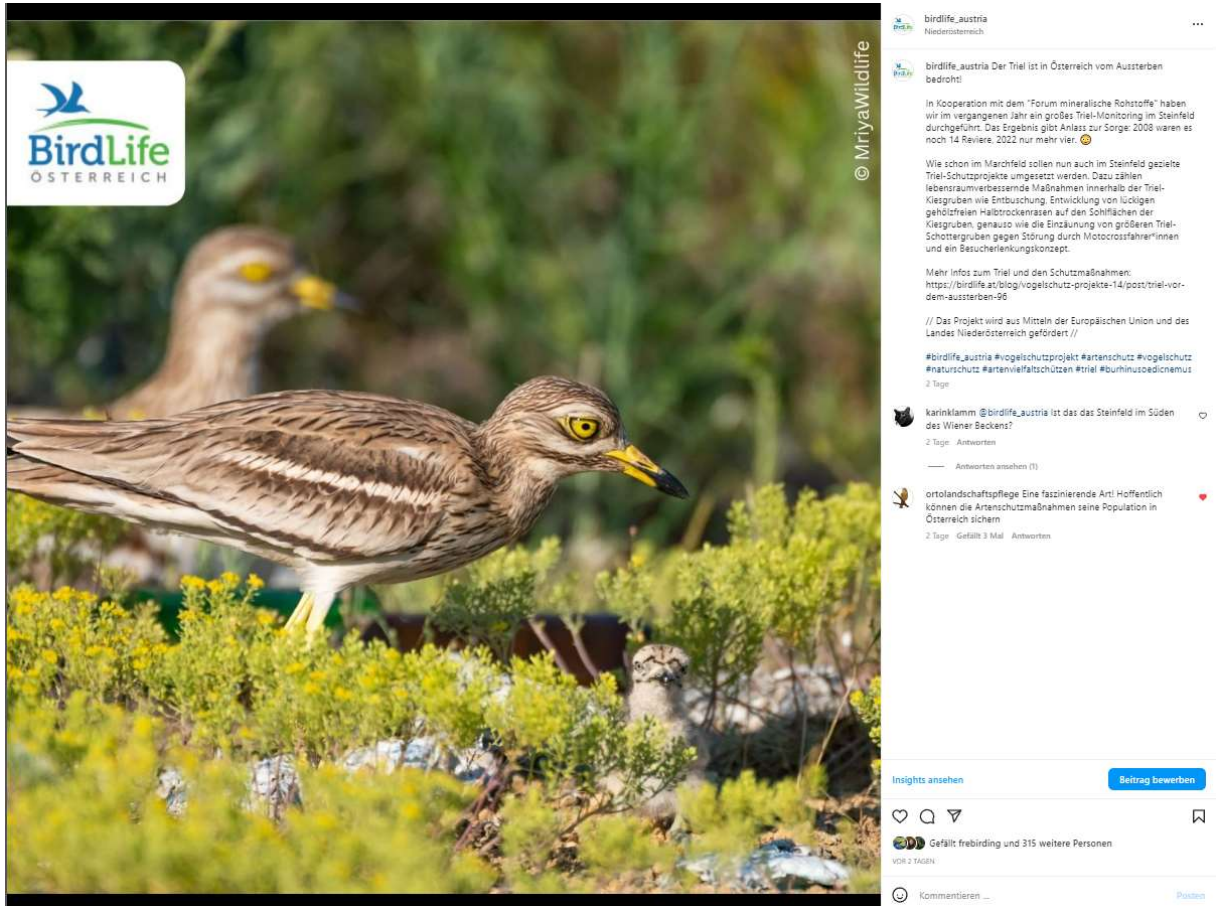 BirdLife
ÖSTERREICH
© MriyaWildlife
birdlife_austria
Niederösterreich
birdlife_austria Der Triel ist in Österreich vom Aussterben
bedroht!
In Kooperation mit dem "Forum mineralische Rohstoffe" haben
wir im vergangenen Jahr ein großes Triel-Monitoring im Steinfeld
durchgeführt. Das Ergebnis gibt Anlass zur Sorge: 2008 waren es
noch 14 Reviere, 2022 nur mehr vier. 😳
Wie schon im Marchfeld sollen nun auch im Steinfeld gezielte
Triel-Schutzprojekte umgesetzt werden. Dazu zählen
lebensraumverbessernde Maßnahmen innerhalb der Triel-
Kiesgruben wie Entbuschung, Entwicklung von lückigen
gehölzfreien Halbtrockenrasen auf den Sohlflächen der
Kiesgruben, genauso wie die Einzäunung von größeren Triel-
Schottergruben gegen Störung durch Motocrossfahrer*innen
und ein Besucherlenkungskonzept.
Mehr Infos zum Triel und den Schutzmaßnahmen:
https://birdlife.at/blog/vogelschutz-projekte-14/post/triel-vor-
dem-aussterben-96
// Das Projekt wird aus Mitteln der Europäischen Union und des
Landes Niederösterreich gefördert //
#birdlife_austria #vogelschutzprojekt #artenschutz #vogelschutz
#naturschutz #artenvielfaltschützen #triel #burhinusoedicnemus
2 Tage
karinklamm @birdlife_austria Ist das das Steinfeld im Süden
des Wiener Beckens?
2 Tage Antworten
Antworten ansehen (1)
ortolandschaftspflege Eine faszinierende Art! Hoffentlich
können die Artenschutzmaßnahmen seine Population in
Österreich sichern
2 Tage Gefällt 3 Mal Antworten
Insights ansehen
Beitrag bewerben
Gefällt frebirding und 315 weitere Personen
VOR 2 TAGEN
Kommentieren ...
Posten